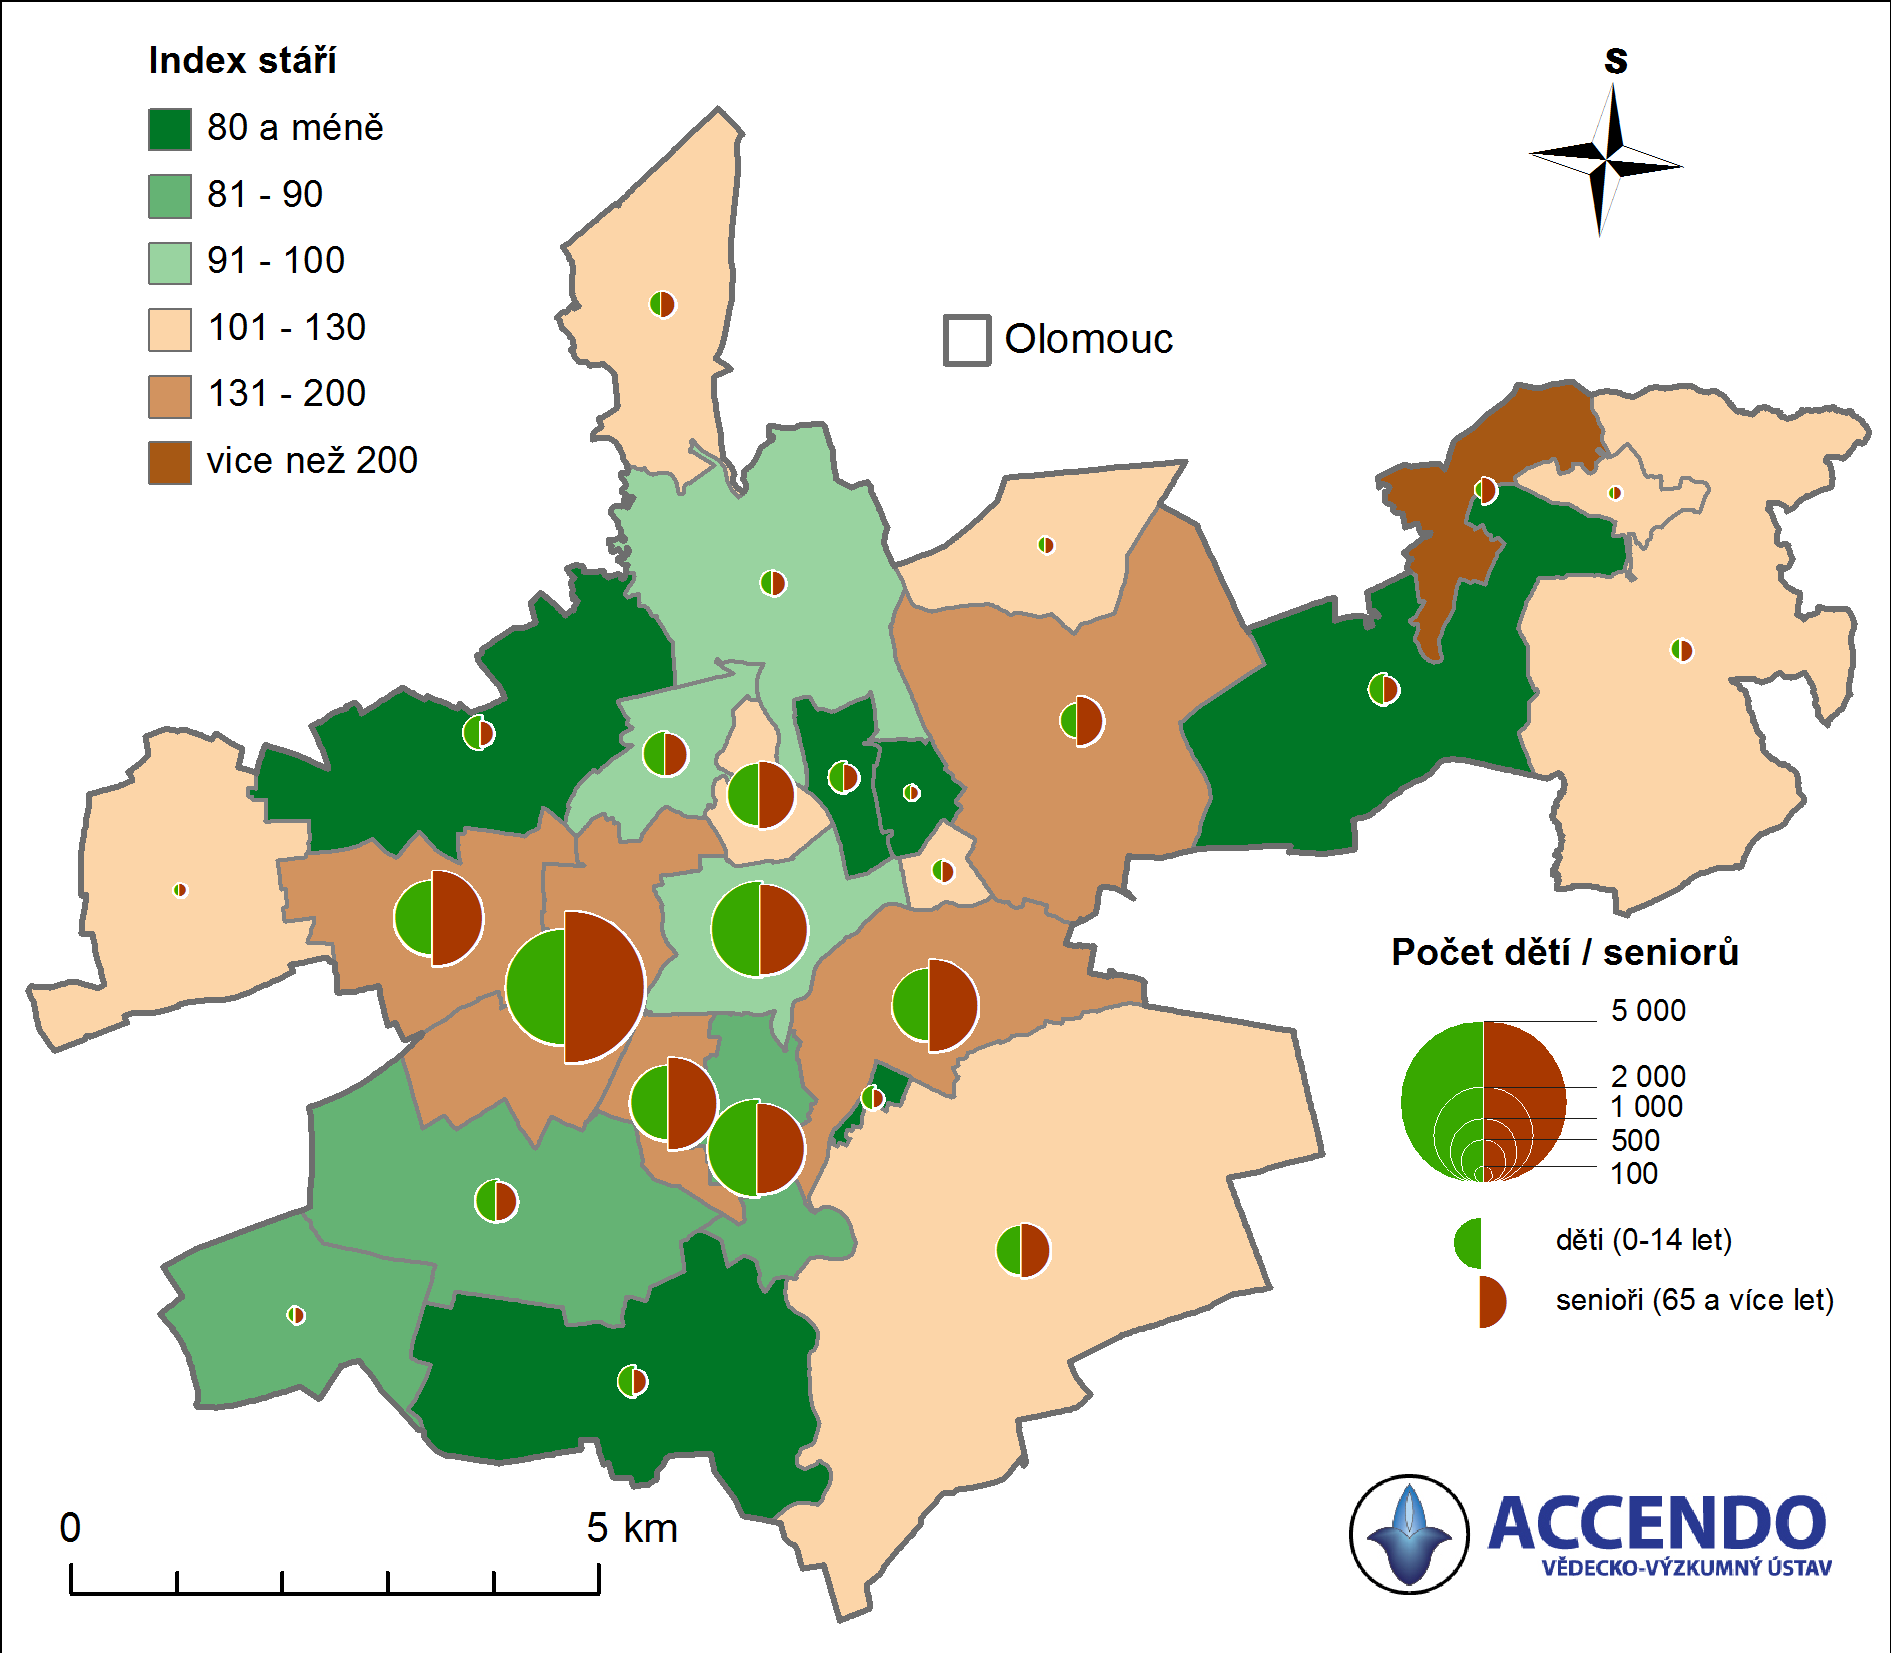 Index stáří
80 a méně
81 - 90
91 - 100
101 - 130
131 - 200
vice než 200
S
Olomouc
Počet dětí / seniorů
5 000
2 000
1 000
500
100
děti (0-14 let)
senioři (65 a více let)
0
5 km
ACCENDO
VĚDECKO-VÝZKUMNÝ ÚSTAV